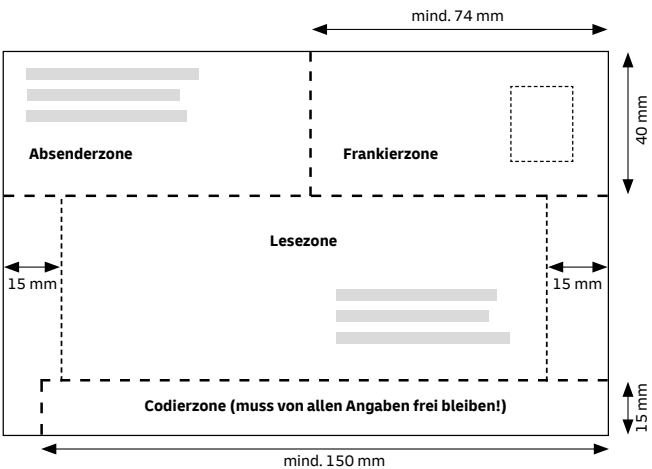 mind. 74 mm
40 mm
Absenderzone
Frankierzone
Lesezone
15 mm
15 mm
Codierzone (muss von allen Angaben frei bleiben!)
15 mm
mind. 150 mm